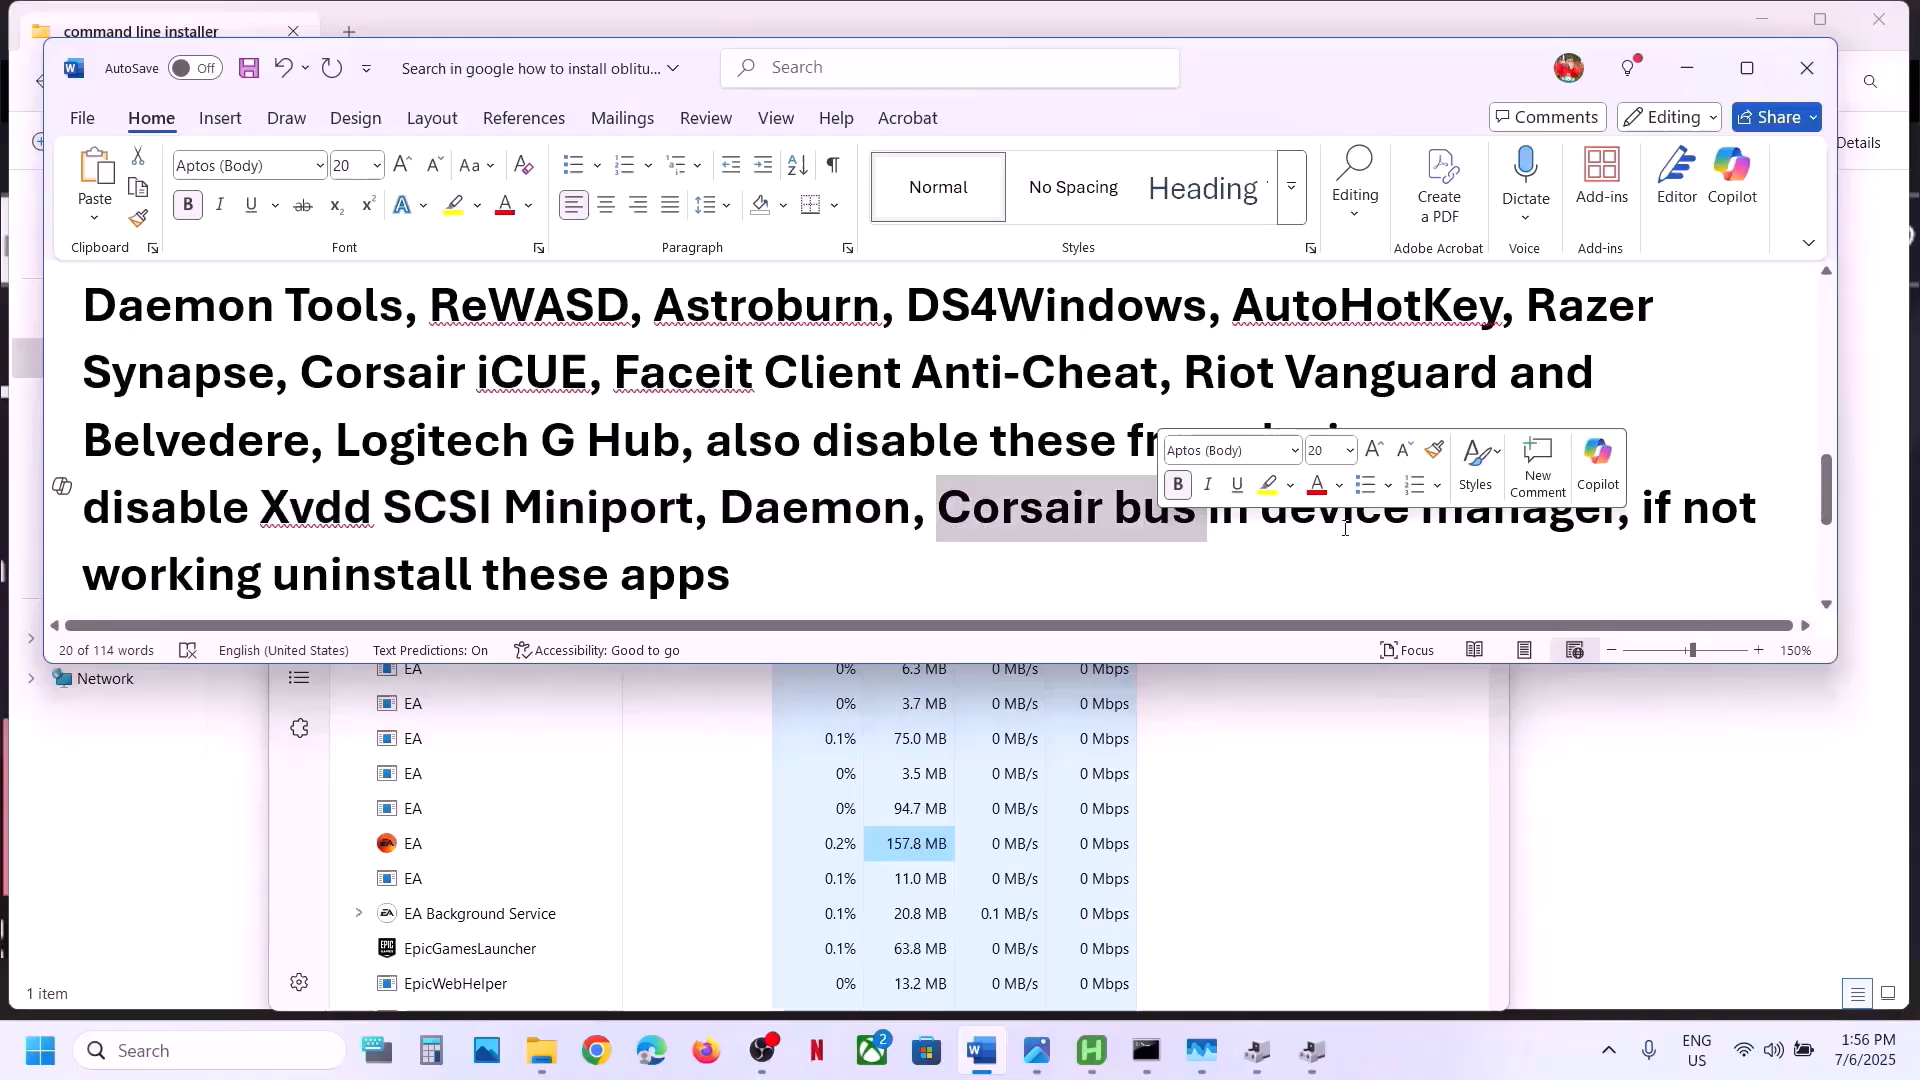 command line installer
AutoSave Off
Search in google how to install oblitu...
Search
File Home Insert Draw Design Layout References Mailings Review View Help Acrobat
Comments Editing Share
Details
Paste
Clipboard
Aptos (Body) 20
Font
Paragraph
Normal
No Spacing
Heading
Styles
Editing
Create a PDF
Adobe Acrobat
Dictate
Voice
Add-ins
Add-ins
Editor
Copilot
Daemon Tools, ReWASD, Astroburn, DS4Windows, AutoHotKey, Razer
Synapse, Corsair iCUE, Faceit Client Anti-Cheat, Riot Vanguard and
Belvedere, Logitech G Hub, also disable these
disable Xvdd SCSI Miniport, Daemon, Corsair bus in device manager, if not
working uninstall these apps
Aptos (Body) 20
Styles
New Comment
Copilot
20 of 114 words English (United States) Text Predictions: On Accessibility: Good to go Focus 150%
Network
EA 0% 6.3 MB 0 MB/s 0 Mbps
EA 0% 3.7 MB 0 MB/s 0 Mbps
EA 0.1% 75.0 MB 0 MB/s 0 Mbps
EA 0% 3.5 MB 0 MB/s 0 Mbps
EA 0% 94.7 MB 0 MB/s 0 Mbps
EA 0.2% 157.8 MB 0 MB/s 0 Mbps
EA 0.1% 11.0 MB 0 MB/s 0 Mbps
EA Background Service 0.1% 20.8 MB 0.1 MB/s 0 Mbps
EpicGamesLauncher 0.1% 63.8 MB 0 MB/s 0 Mbps
EpicWebHelper 0% 13.2 MB 0 MB/s 0 Mbps
1 item
Search
2
ENG
US
1:56 PM
7/6/2025